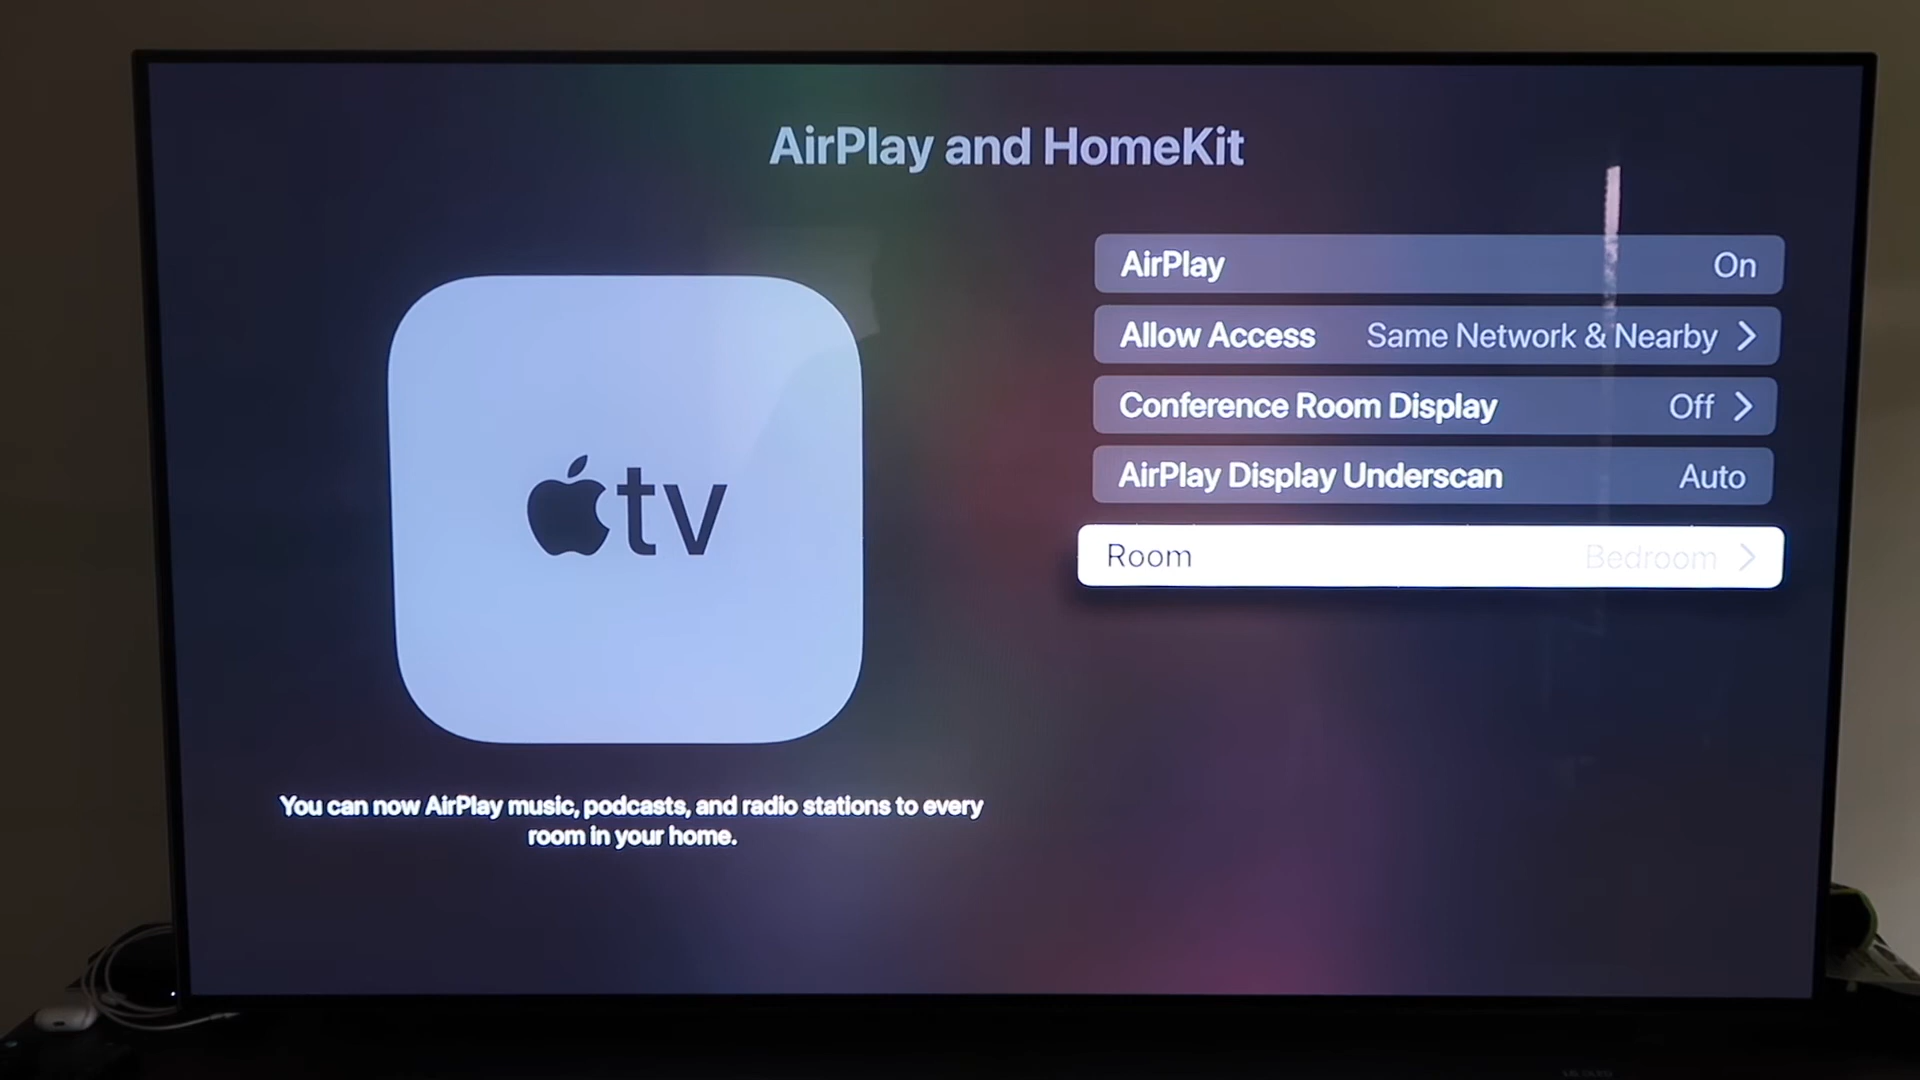 AirPlay and HomeKit
AirPlay On
Allow Access Same Network & Nearby
Conference Room Display Off
AirPlay Display Underscan Auto
Room Bedroom
tv
You can now AirPlay music, podcasts, and radio stations to every
room in your home.